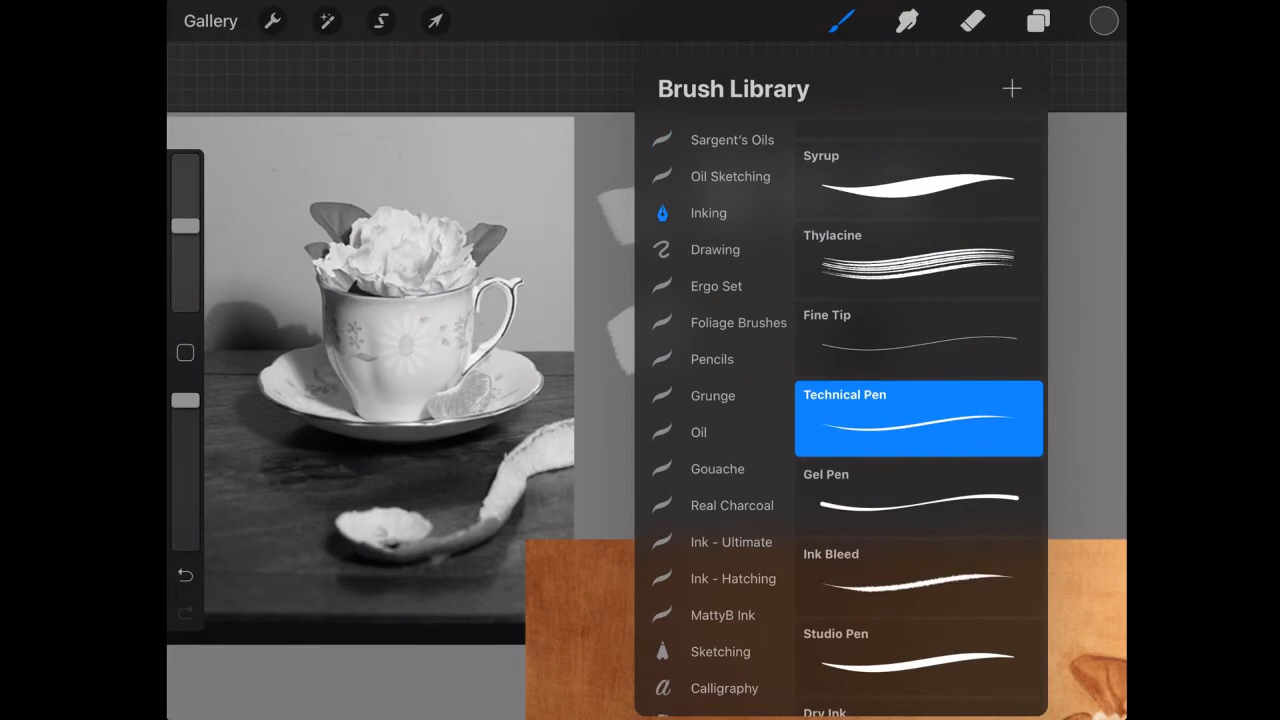 Gallery
Brush Library
Sargent's Oils
Oil Sketching
Inking
Drawing
Ergo Set
Foliage Brushes
Pencils
Grunge
Oil
Gouache
Real Charcoal
Ink - Ultimate
Ink - Hatching
MattyB Ink
Sketching
Calligraphy
Syrup
Thylacine
Fine Tip
Technical Pen
Gel Pen
Ink Bleed
Studio Pen
Dry Ink